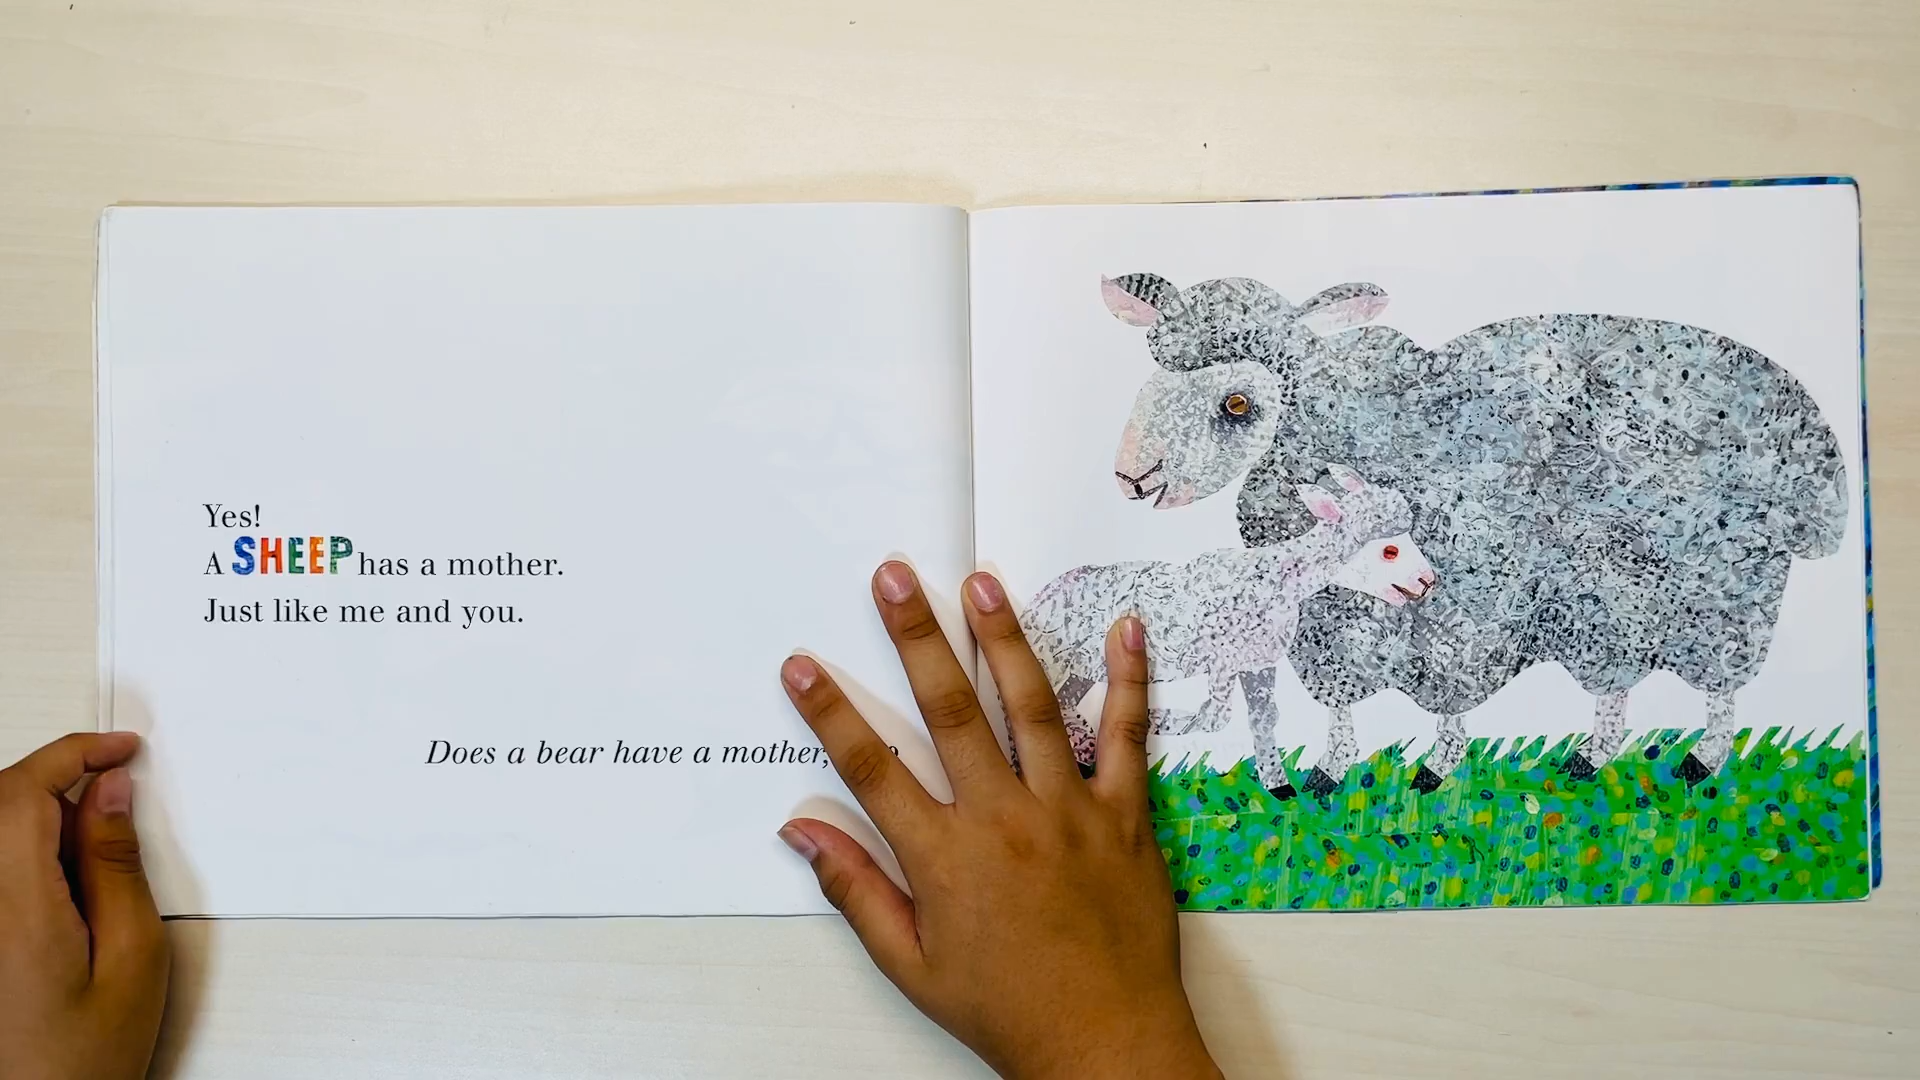 Yes!
A SHEEP has a mother.
Just like me and you.
Does a bear have a mother,